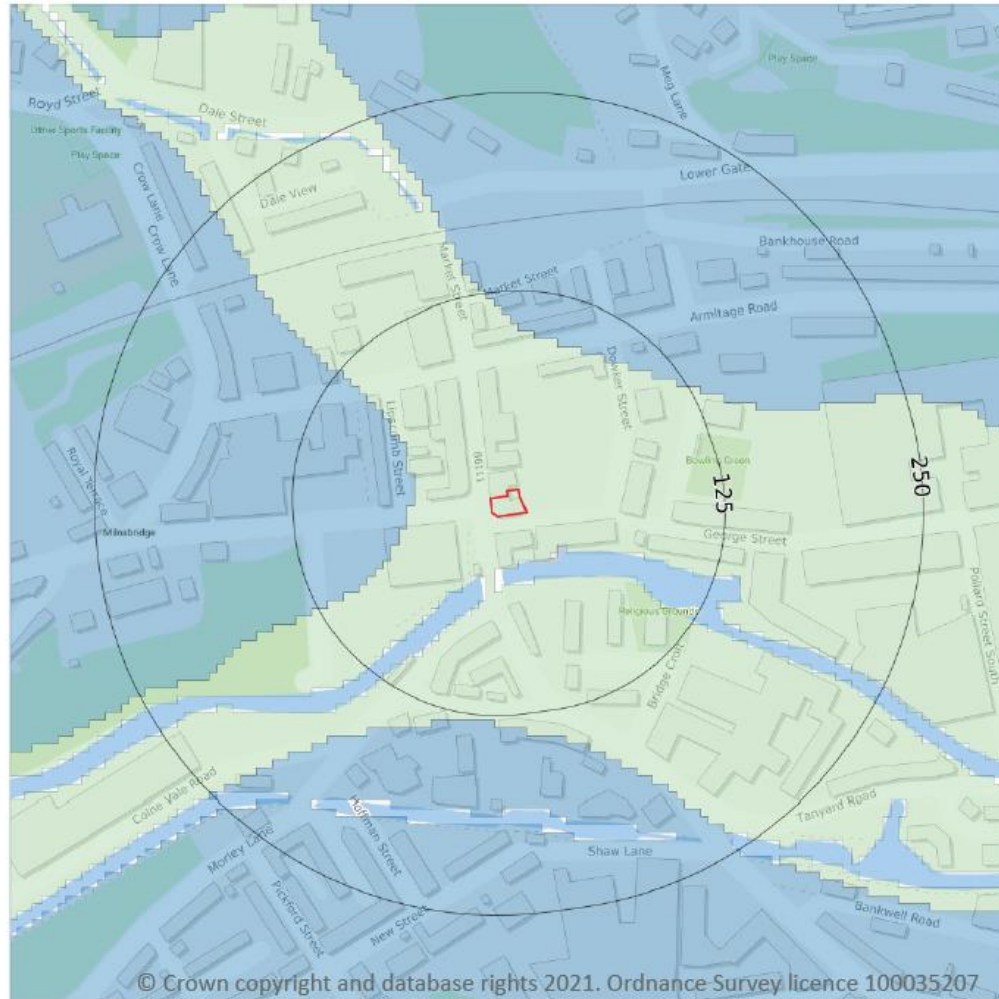 Play Space
Meg Lane
Royd Street
Dale Street
Play Space
Crow Lane
Crow Lane
Lower Gate
Dale View
Bankhouse Road
Market Street
Market Street
Armitage Road
Dowker Street
Luscomb Street
B6111
Royal Terrace
Bowling Green
250
125
Milnsbridge
George Street
Religious Grounds
Pollard Street South
Bridge Croft
Colne Vale Road
Tanyard Road
Hoffman Street
Morley Lane
Shaw Lane
Pickford Street
New Street
Bankwell Road
© Crown copyright and database rights 2021. Ordnance Survey licence 100035207